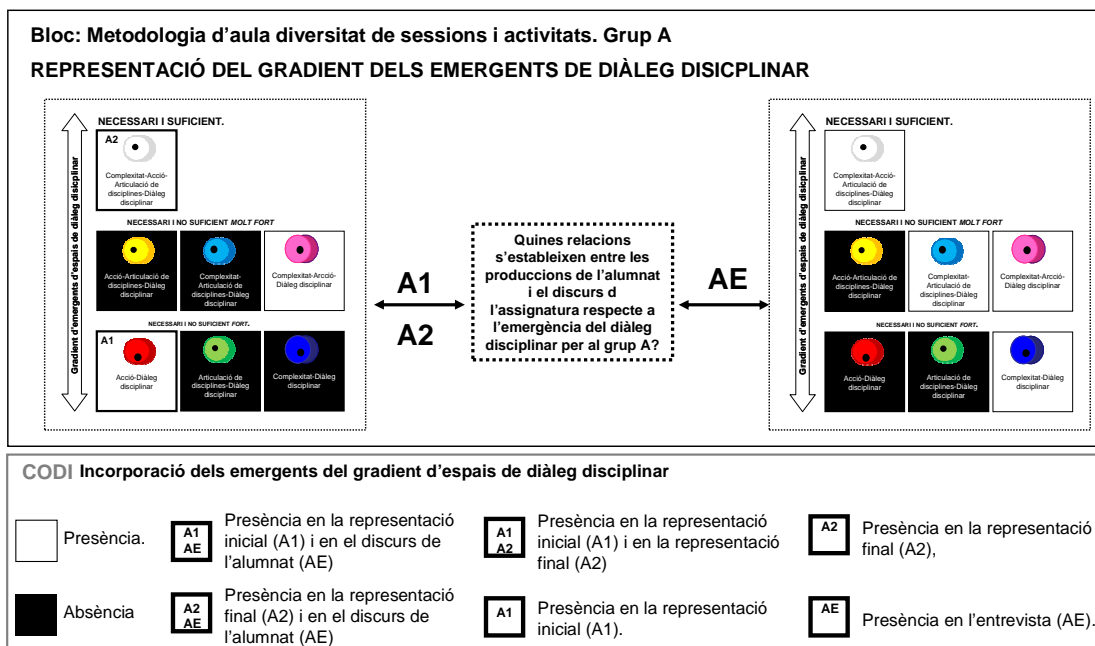 Bloc: Metodologia d'aula diversitat de sessions i activitats. Grup A
REPRESENTACIÓ DEL GRADIENT DELS EMERGENTS DE DIÀLEG DISICPLINAR
Gradient d'emergents d'espais de diàleg disicplinar
NECESSARI I SUFICIENT.
A2
Complexitat-Acció-
Articulació de
disciplines-Diàleg
disciplinar
NECESSARI I NO SUFICIENT MOLT FORT
Acció-Articulació de
disciplines-Diàleg
disciplinar
Complexitat-
Articulació de
disciplines-Diàleg
disciplinar
Complexitat-Arcció-
Diàleg disciplinar
NECESSARI I NO SUFICIENT FORT.
A1
Acció-Diàleg
disciplinar
Articulació de
disciplines-Diàleg
disciplinar
Complexitat-Diàleg
disciplinar
A1
A2
Quines relacions
s'estableixen entre les
produccions de l'alumnat
i el discurs d
l'assignatura respecte a
l'emergència del diàleg
disciplinar per al grup A?
AE
Gradient d'emergents d'espais de diàleg disicplinar
NECESSARI I SUFICIENT.
Complexitat-Acció-
Articulació de
disciplines-Diàleg
disciplinar
NECESSARI I NO SUFICIENT MOLT FORT
Acció-Articulació de
disciplines-Diàleg
disciplinar
Complexitat-
Articulació de
disciplines-Diàleg
disciplinar
Complexitat-Arcció-
Diàleg disciplinar
NECESSARI I NO SUFICIENT FORT.
Acció-Diàleg
disciplinar
Articulació de
disciplines-Diàleg
disciplinar
Complexitat-Diàleg
disciplinar
CODI Incorporació dels emergents del gradient d'espais de diàleg disciplinar
Presència.
A1
AE
Presència en la representació
inicial (A1) i en el discurs de
l'alumnat (AE)
A1
A2
Presència en la representació
inicial (A1) i en la representació
final (A2)
A2
Presència en la representació
final (A2),
Absència
A2
AE
Presència en la representació
final (A2) i en el discurs de
l'alumnat (AE)
A1
Presència en la representació
inicial (A1).
AE
Presència en l'entrevista (AE).